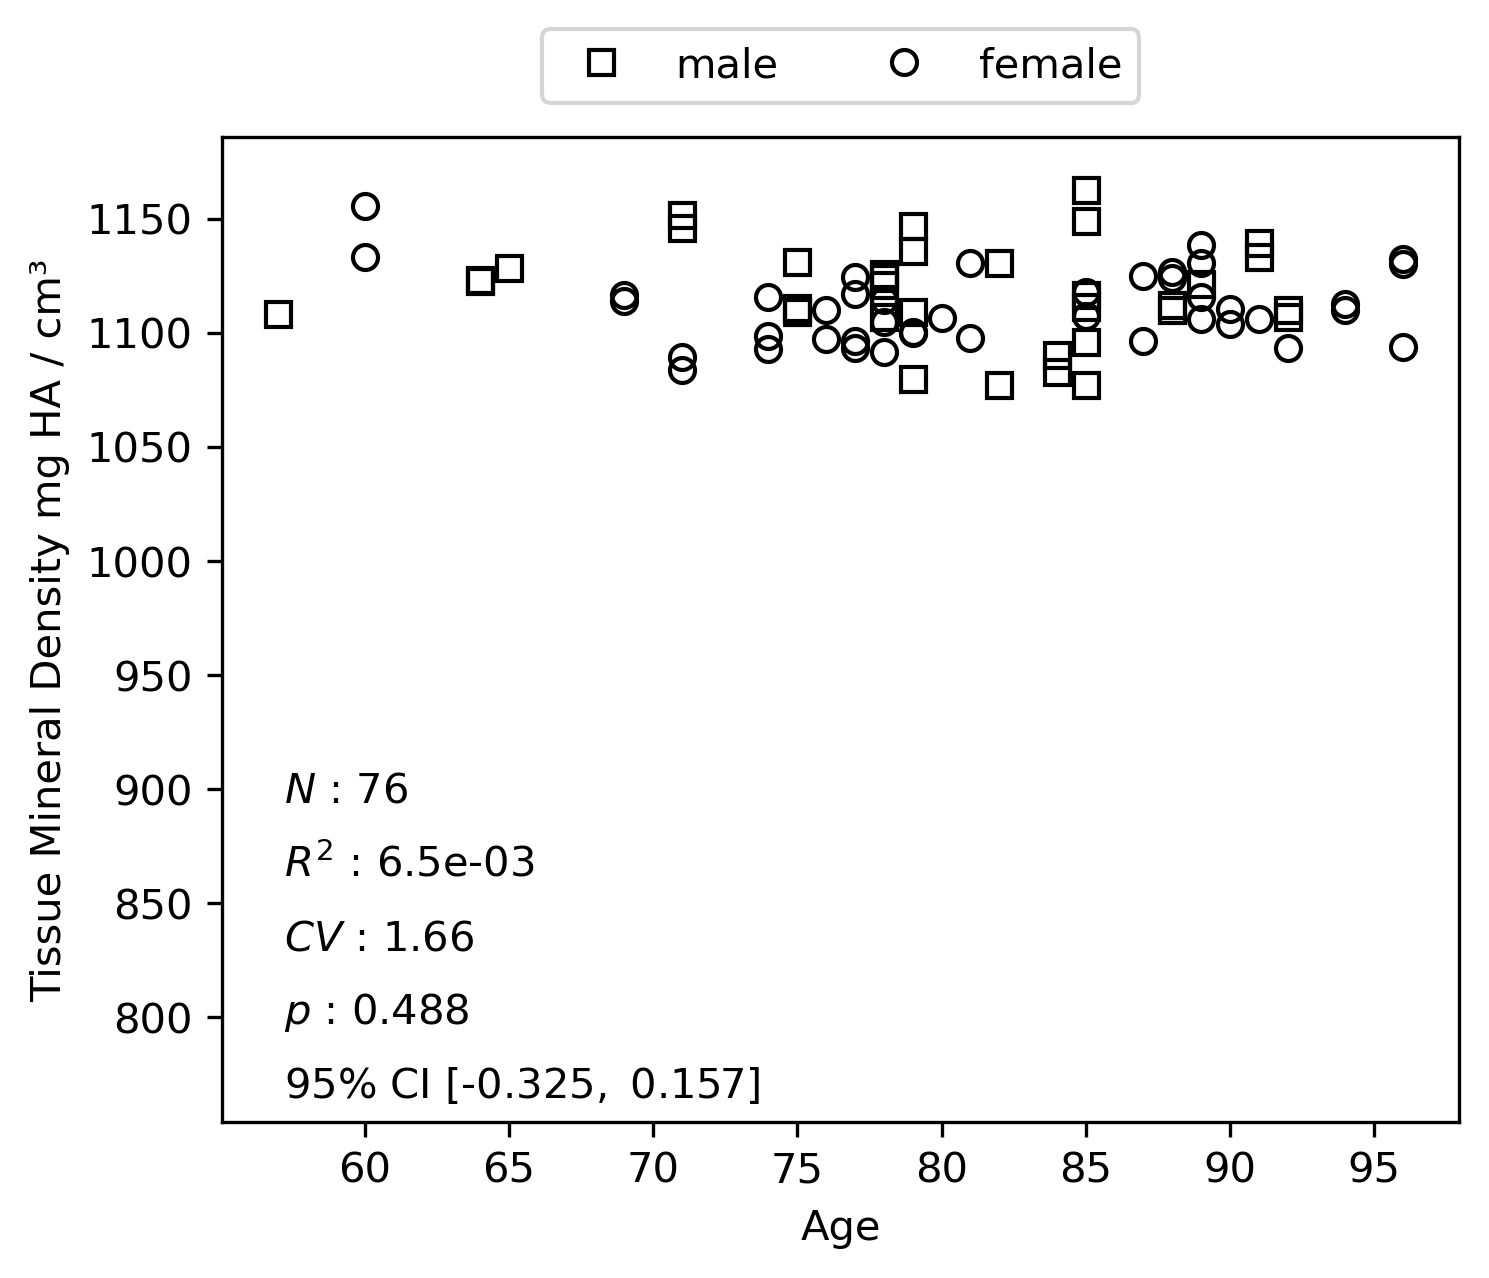 male female
1150
1100
1050
1000
950
900
850
800
Tissue Mineral Density mg HA / cm³
N : 76
R² : 6.5e-03
CV : 1.66
p : 0.488
95% CI [-0.325, 0.157]
60 65 70 75 80 85 90 95
Age